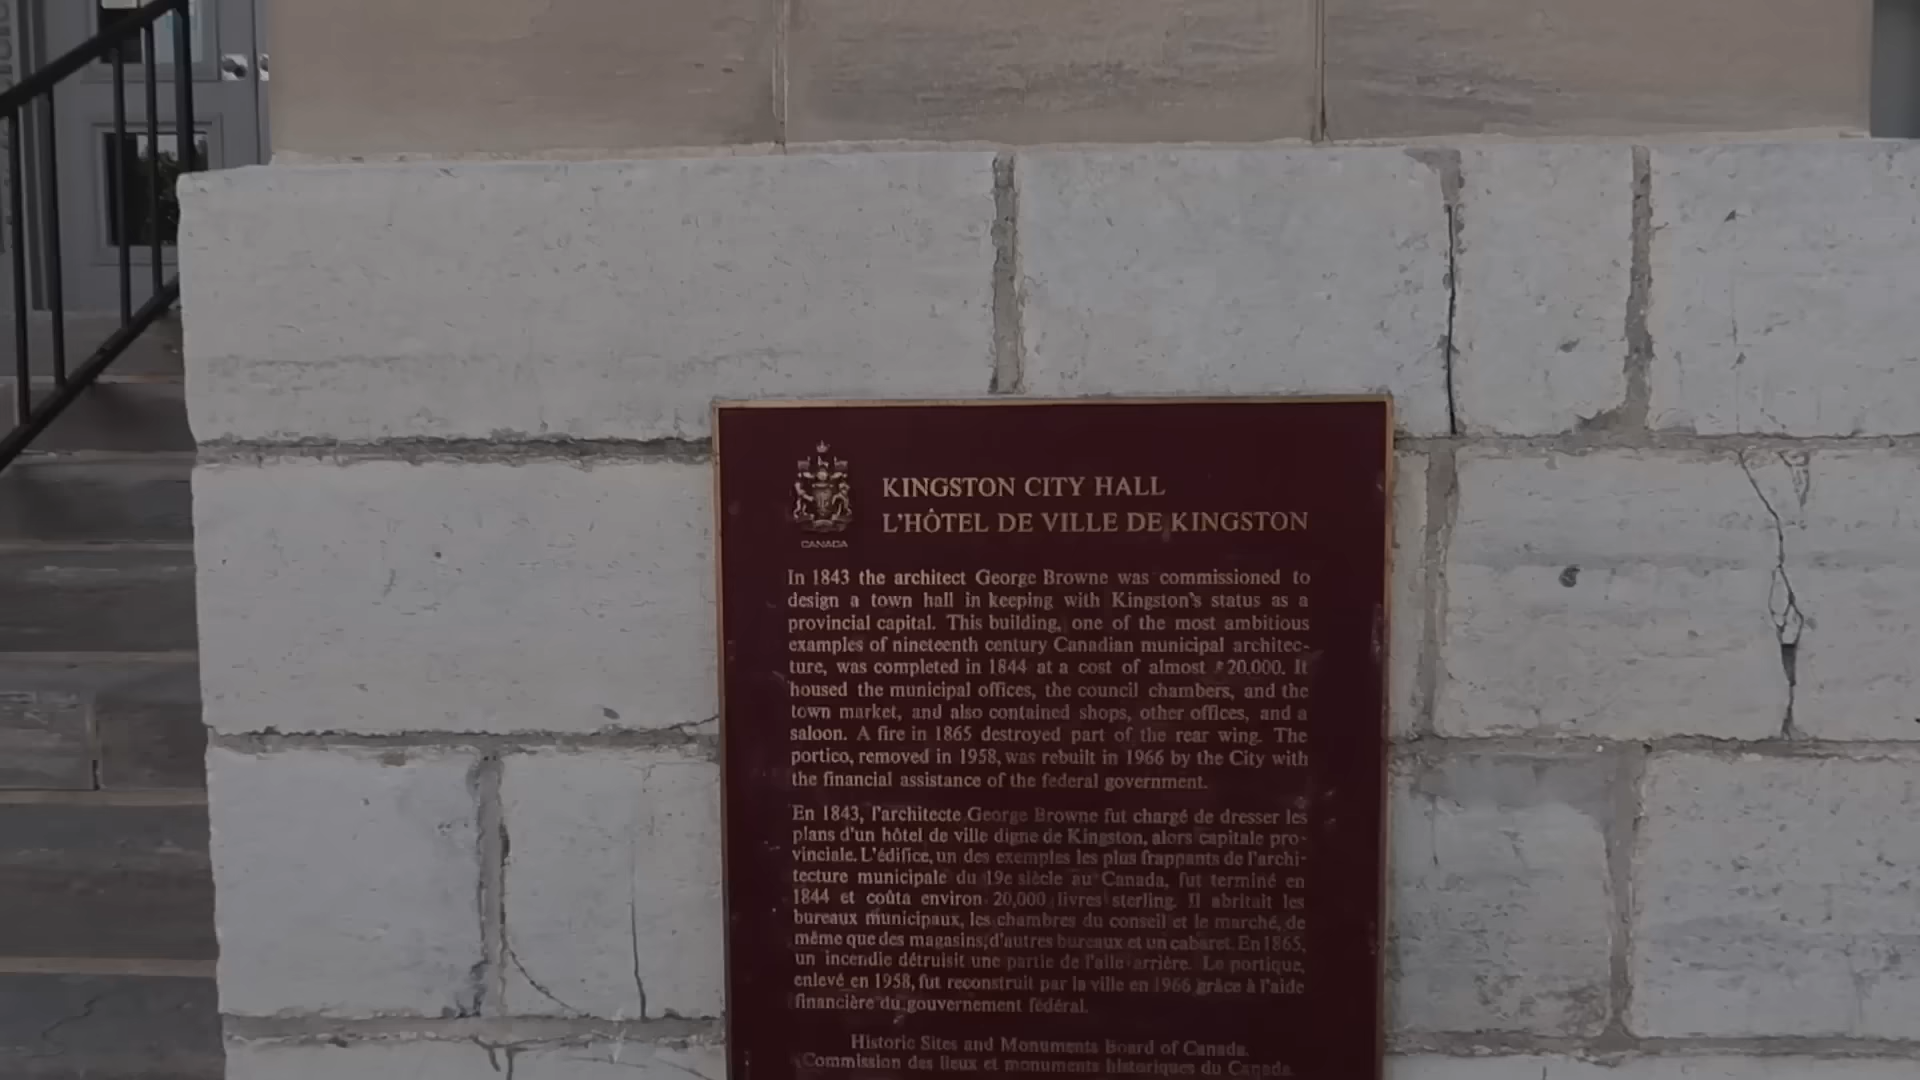 CANADA
KINGSTON CITY HALL
L'HÔTEL DE VILLE DE KINGSTON
In 1843 the architect George Browne was commissioned to
design a town hall in keeping with Kingston's status as a
provincial capital. This building, one of the most ambitious
examples of nineteenth century Canadian municipal architec-
ture, was completed in 1844 at a cost of almost 20,000. It
housed the municipal offices, the council chambers, and the
town market, and also contained shops, other offices, and a
saloon. A fire in 1865 destroyed part of the rear wing. The
portico, removed in 1958, was rebuilt in 1966 by the City with
the financial assistance of the federal government.
En 1843, l'architecte George Browne fut chargé de dresser les
plans d'un hôtel de ville digne de Kingston, alors capitale pro-
vinciale. L'édifice, un des exemples les plus frappants de l'archi-
tecture municipale du 19e siècle au Canada, fut terminé en
1844 et coûta environ 20,000 livres sterling. Il abritait les
bureaux municipaux, les chambres du conseil et le marché, de
même que des magasins, d'autres bureaux et un cabaret. En 1865,
un incendie détruisit une partie de l'aile arrière. Le portique,
enlevé en 1958, fut reconstruit par la ville en 1966 grâce à l'aide
financière du gouvernement fédéral.
Historic Sites and Monuments Board of Canada.
Commission des lieux et monuments historiques du Canada.